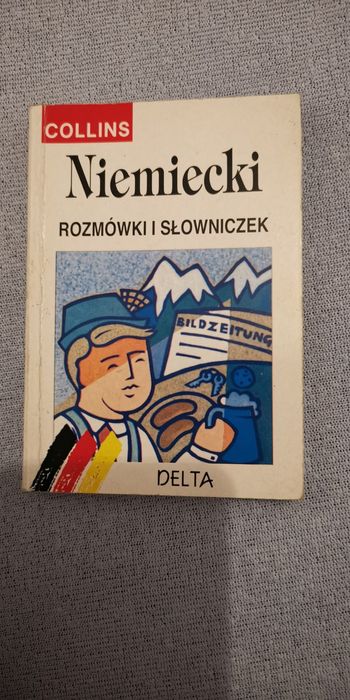 COLLINS
Niemiecki
ROZMÓWKI I SŁOWNICZEK
BILDZEITUNG
DELTA